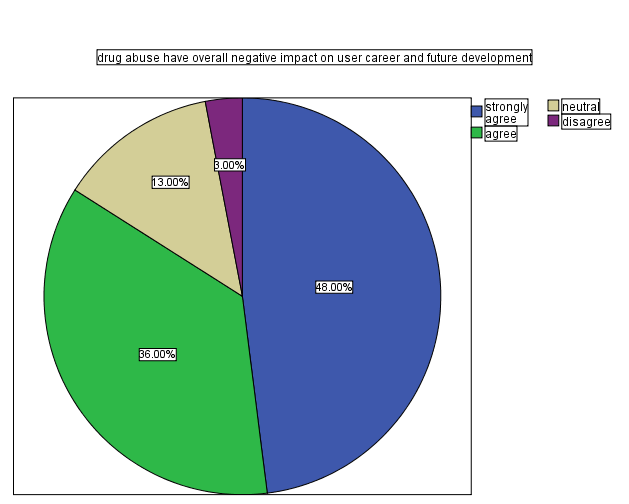 drug abuse have overall negative impact on user career and future development
strongly
agree
agree
neutral
disagree
3.00%
13.00%
48.00%
36.00%